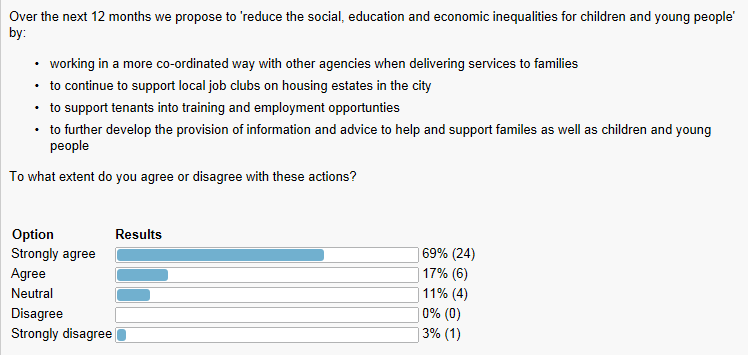 Over the next 12 months we propose to 'reduce the social, education and economic inequalities for children and young people'
by:
• working in a more co-ordinated way with other agencies when delivering services to families
• to continue to support local job clubs on housing estates in the city
• to support tenants into training and employment opportunties
• to further develop the provision of information and advice to help and support familes as well as children and young
people
To what extent do you agree or disagree with these actions?
Option Results
Strongly agree 69% (24)
Agree 17% (6)
Neutral 11% (4)
Disagree 0% (0)
Strongly disagree 3% (1)